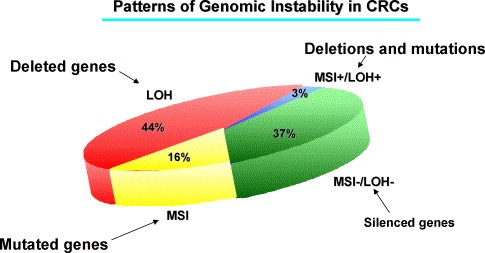 Patterns of Genomic Instability in CRCs
Deletions and mutations
Deleted genes
MSI+/LOH+
LOH
3%
44%
37%
16%
MSI-/LOH-
MSI
Silenced genes
Mutated genes